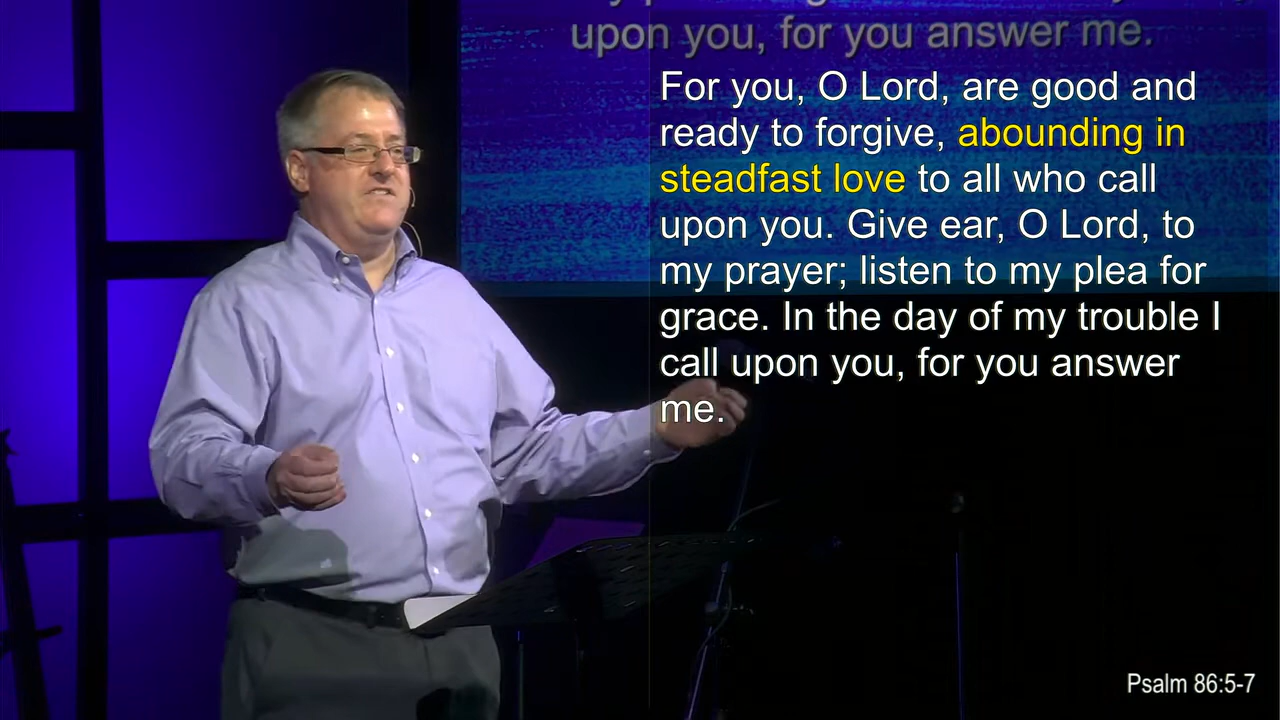 upon you, for you answer me.
For you, O Lord, are good and
ready to forgive, abounding in
steadfast love to all who call
upon you. Give ear, O Lord, to
my prayer; listen to my plea for
grace. In the day of my trouble I
call upon you, for you answer
me.
Psalm 86:5-7